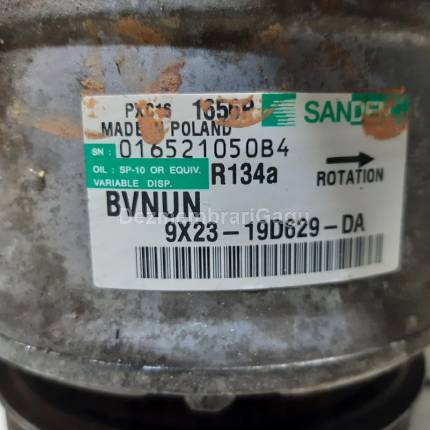 SANDEN
MADE IN POLAND
SN : 016521050B4
OIL : SP-10 OR EQUIV.
VARIABLE DISP.
R134a
ROTATION
BVNUN
DezmembrariGagu
9X23-19D629-DA